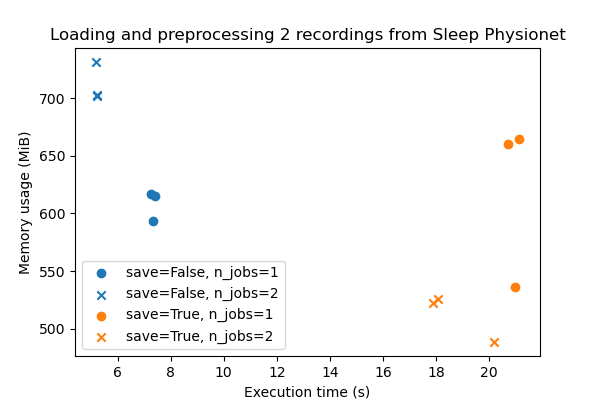 Loading and preprocessing 2 recordings from Sleep Physionet
Memory usage (MiB)
700
650
600
550
500
save=False, n_jobs=1
save=False, n_jobs=2
save=True, n_jobs=1
save=True, n_jobs=2
6 8 10 12 14 16 18 20
Execution time (s)